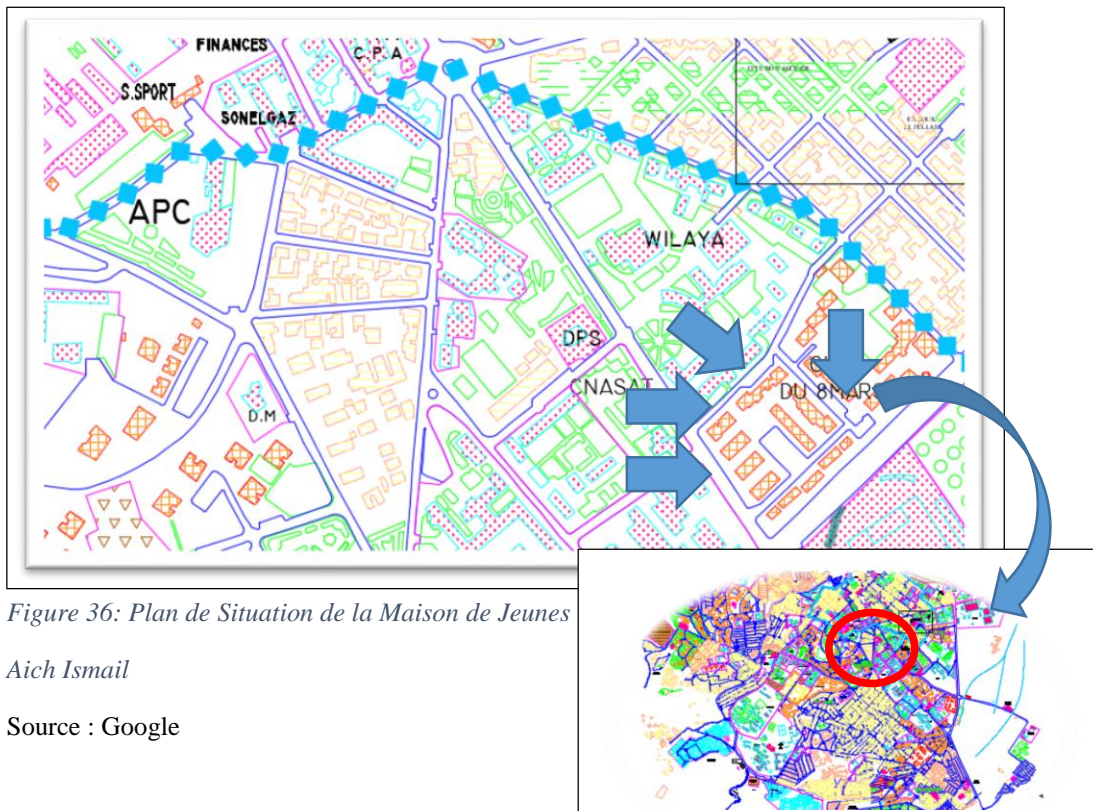 FINANCES
C.P.A
S.SPORT
SONELGAZ
APC
WILAYA
DPS
CNASAT
DU 8MARS
D.M
Figure 36: Plan de Situation de la Maison de Jeunes
Aich Ismail
Source : Google